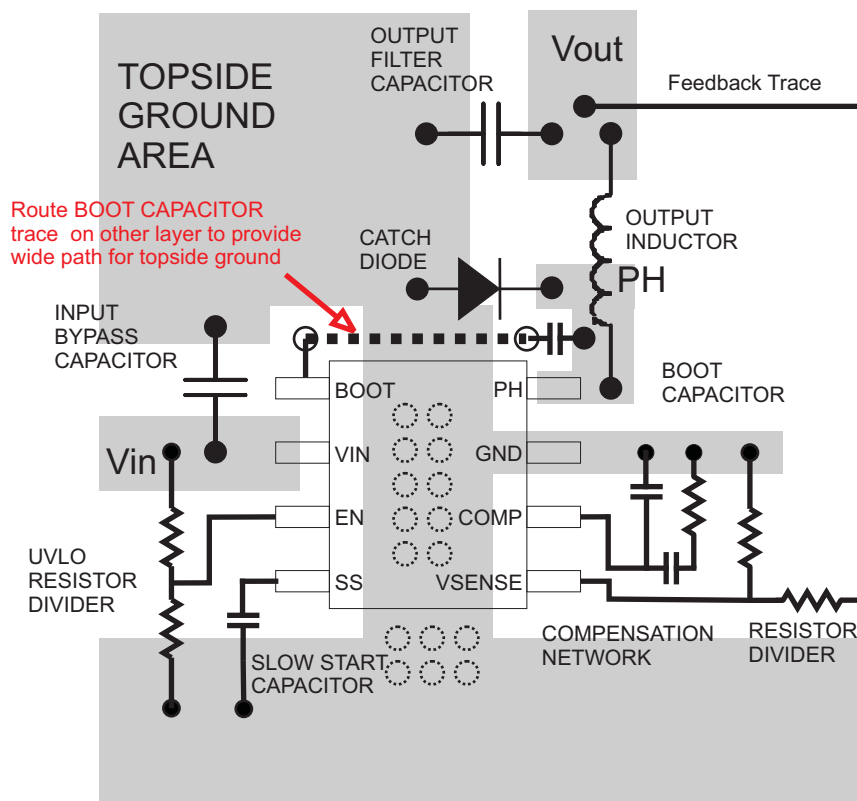 OUTPUT
FILTER
CAPACITOR
Vout
Feedback Trace
TOPSIDE
GROUND
AREA
Route BOOT CAPACITOR
trace on other layer to provide
wide path for topside ground
CATCH
DIODE
OUTPUT
INDUCTOR
PH
INPUT
BYPASS
CAPACITOR
BOOT
CAPACITOR
BOOT
PH
Vin
VIN
GND
EN
COMP
SS
VSENSE
UVLO
RESISTOR
DIVIDER
SLOW START
CAPACITOR
COMPENSATION
NETWORK
RESISTOR
DIVIDER